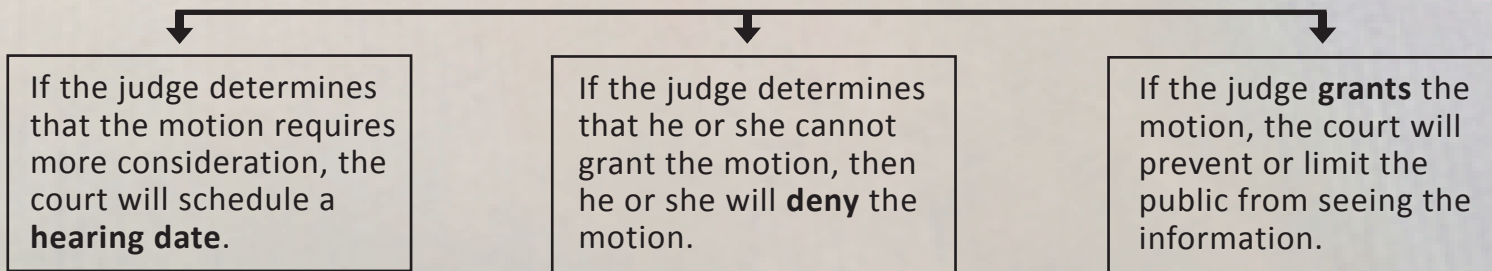 If the judge determines
that the motion requires
more consideration, the
court will schedule a
hearing date.
If the judge determines
that he or she cannot
grant the motion, then
he or she will deny the
motion.
If the judge grants the
motion, the court will
prevent or limit the
public from seeing the
information.